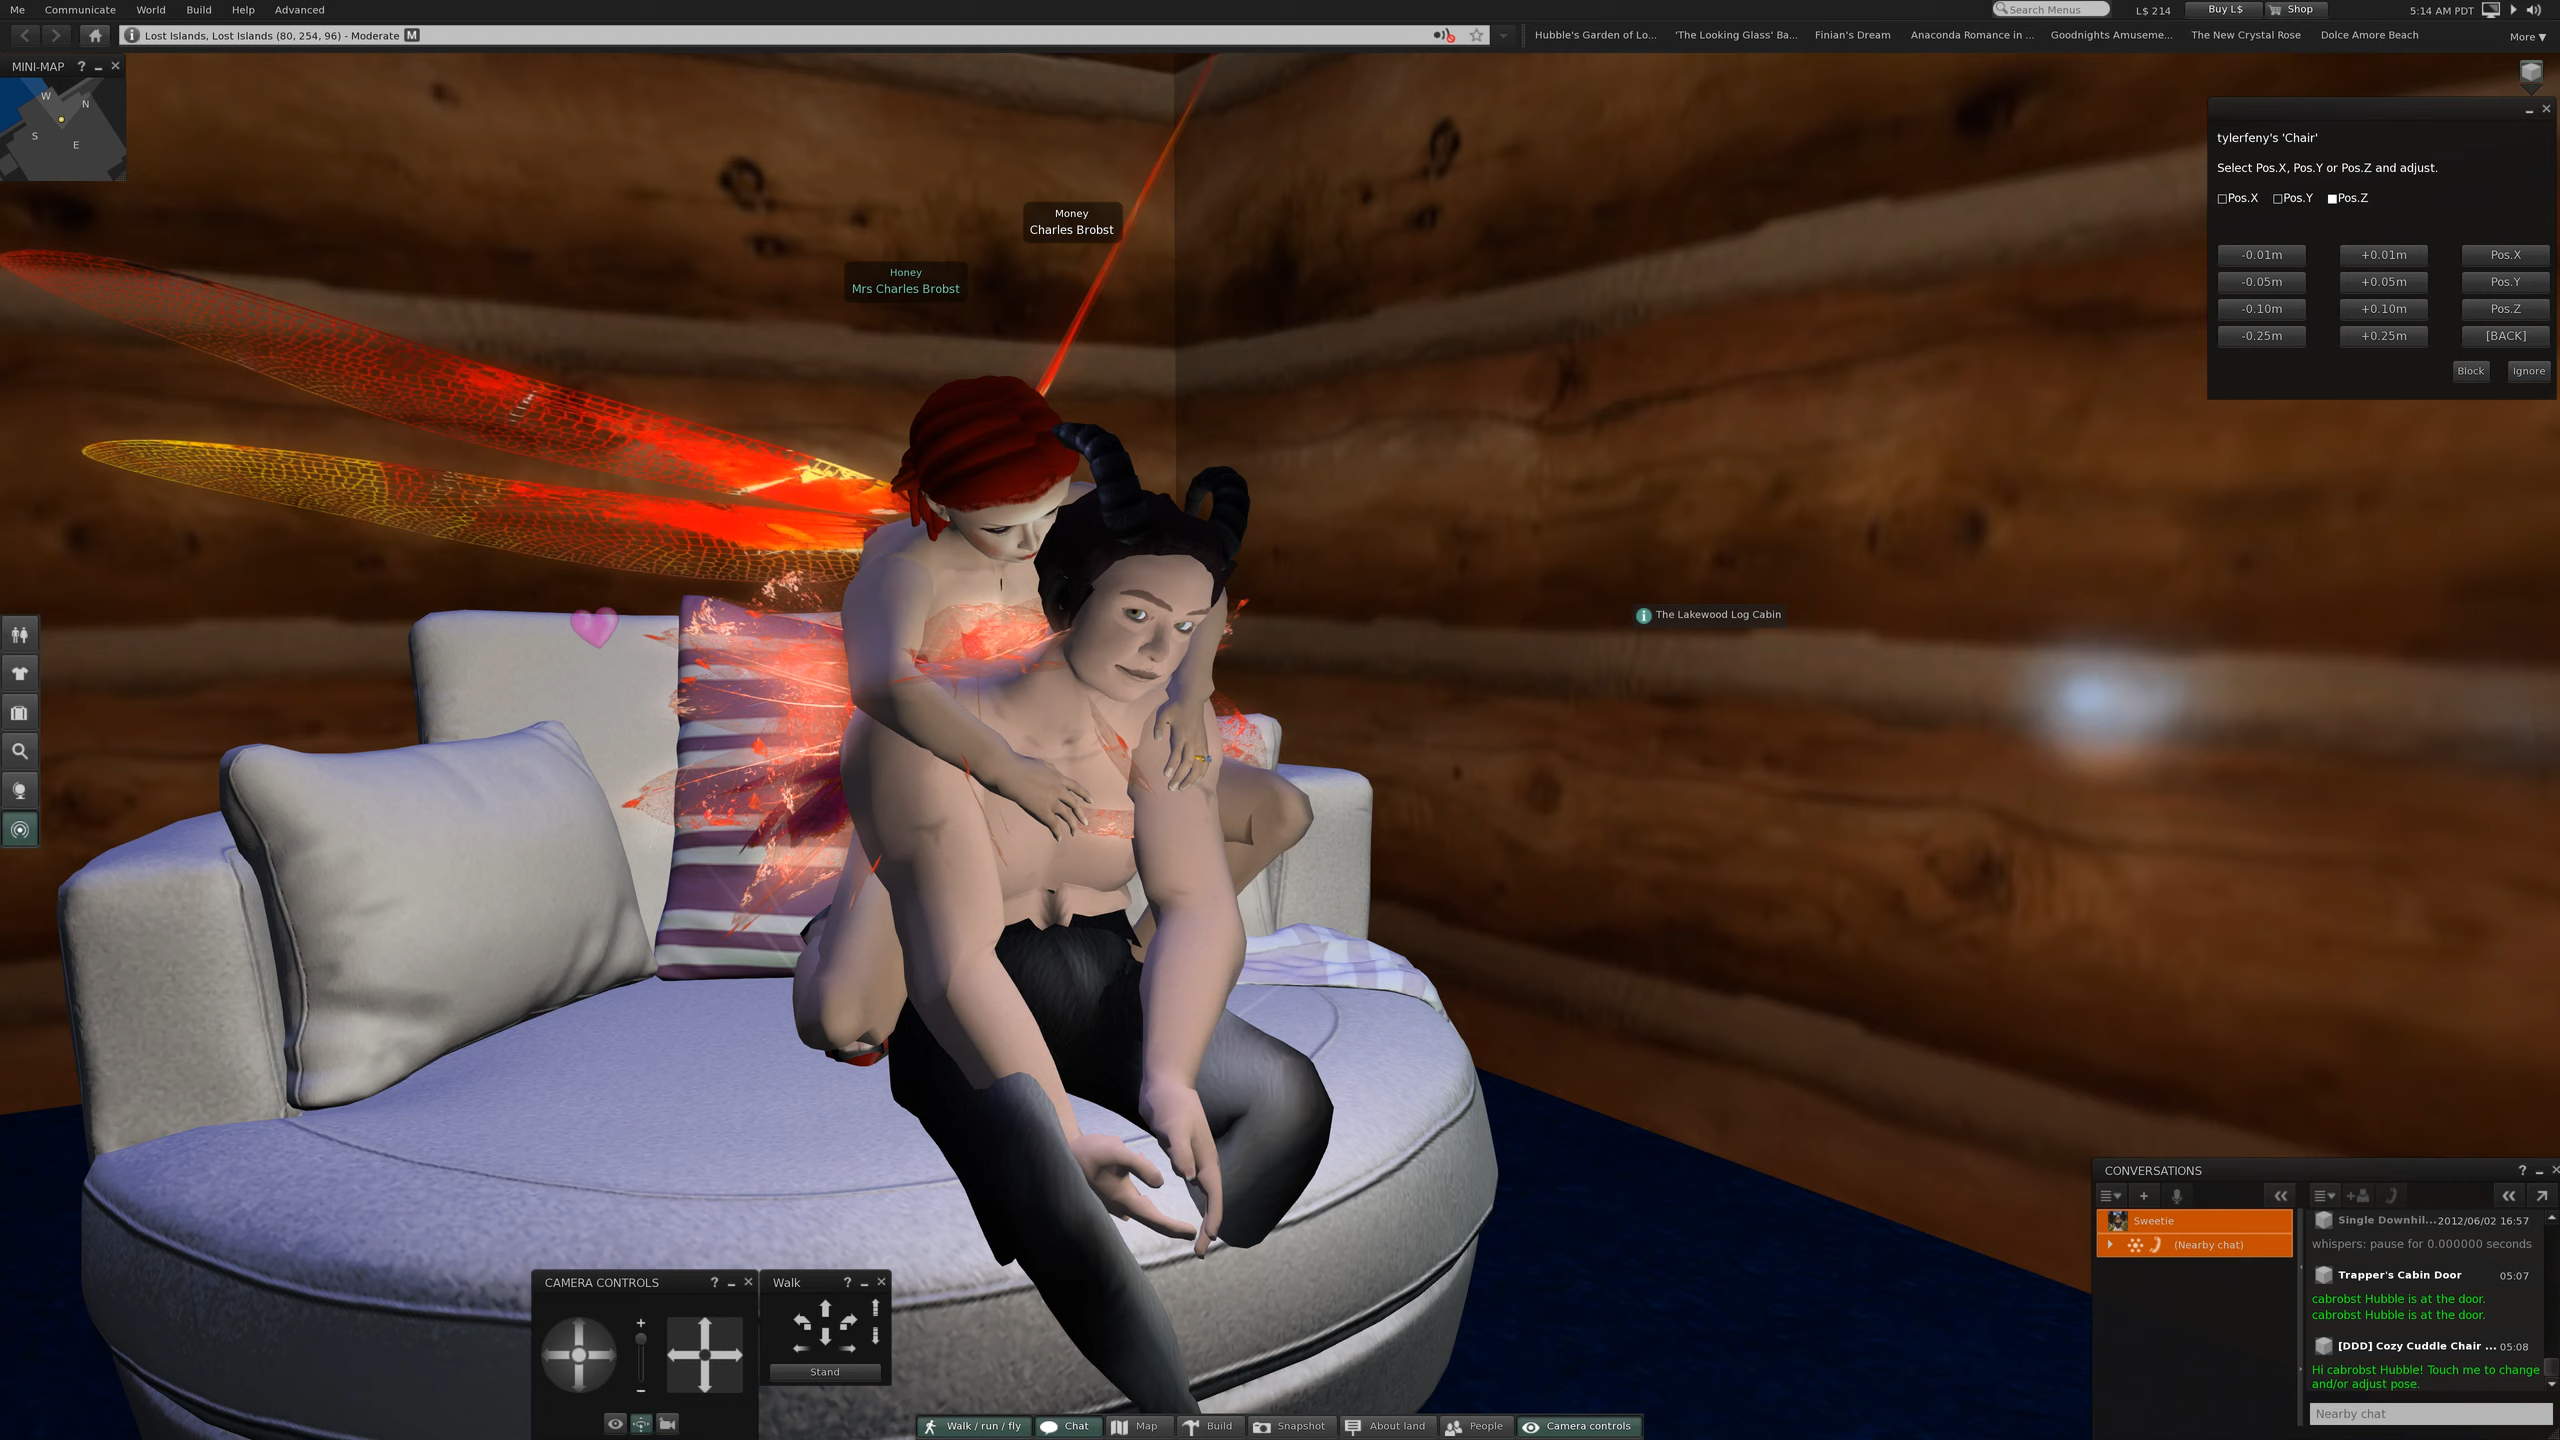 Me Communicate World Build Help Advanced
Search Menus L$ 214 Buy L$ Shop 5:14 AM PDT
Lost Islands, Lost Islands (80, 254, 96) - Moderate M
Hubble's Garden of Lo... 'The Looking Glass' Ba... Finian's Dream Anaconda Romance in ... Goodnights Amuseme... The New Crystal Rose Dolce Amore Beach More
MINI-MAP ?
W N
S E
tylerfeny's 'Chair'
Select Pos.X, Pos.Y or Pos.Z and adjust.
□Pos.X □Pos.Y ■Pos.Z
-0.01m +0.01m Pos.X
-0.05m +0.05m Pos.Y
-0.10m +0.10m Pos.Z
-0.25m +0.25m [BACK]
Block Ignore
Money
Charles Brobst
Honey
Mrs Charles Brobst
The Lakewood Log Cabin
CONVERSATIONS ?
Sweetie
(Nearby chat)
Single Downhil... 2012/06/02 16:57
whispers: pause for 0.000000 seconds
Trapper's Cabin Door 05:07
cabrobst Hubble is at the door.
cabrobst Hubble is at the door.
[DDD] Cozy Cuddle Chair ... 05:08
Hi cabrobst Hubble! Touch me to change
and/or adjust pose.
Nearby chat
CAMERA CONTROLS ?
Walk ?
Stand
Walk / run / fly Chat Map Build Snapshot About land People Camera controls